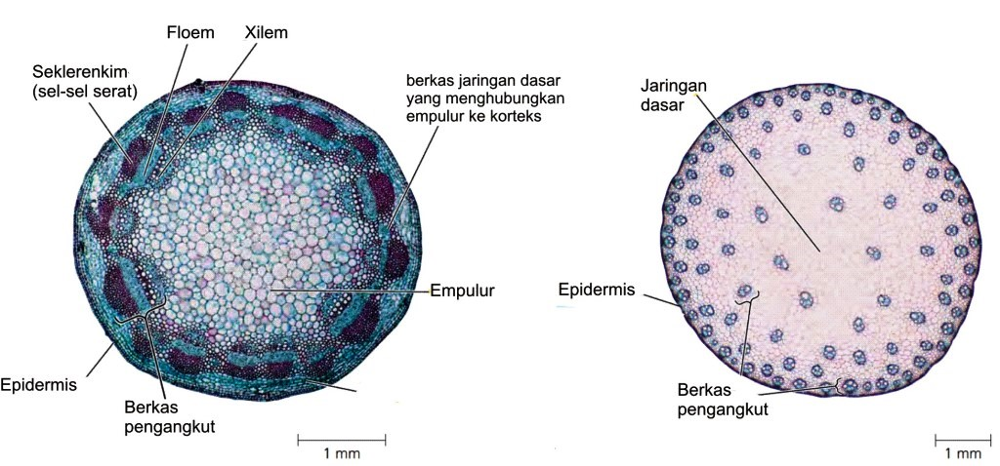 Floem
Xilem
Seklerenkim
(sel-sel serat)
berkas jaringan dasar
yang menghubungkan
empulur ke korteks
Empulur
Epidermis
Berkas
pengangkut
1 mm
Jaringan
dasar
Epidermis
Berkas
pengangkut
1 mm